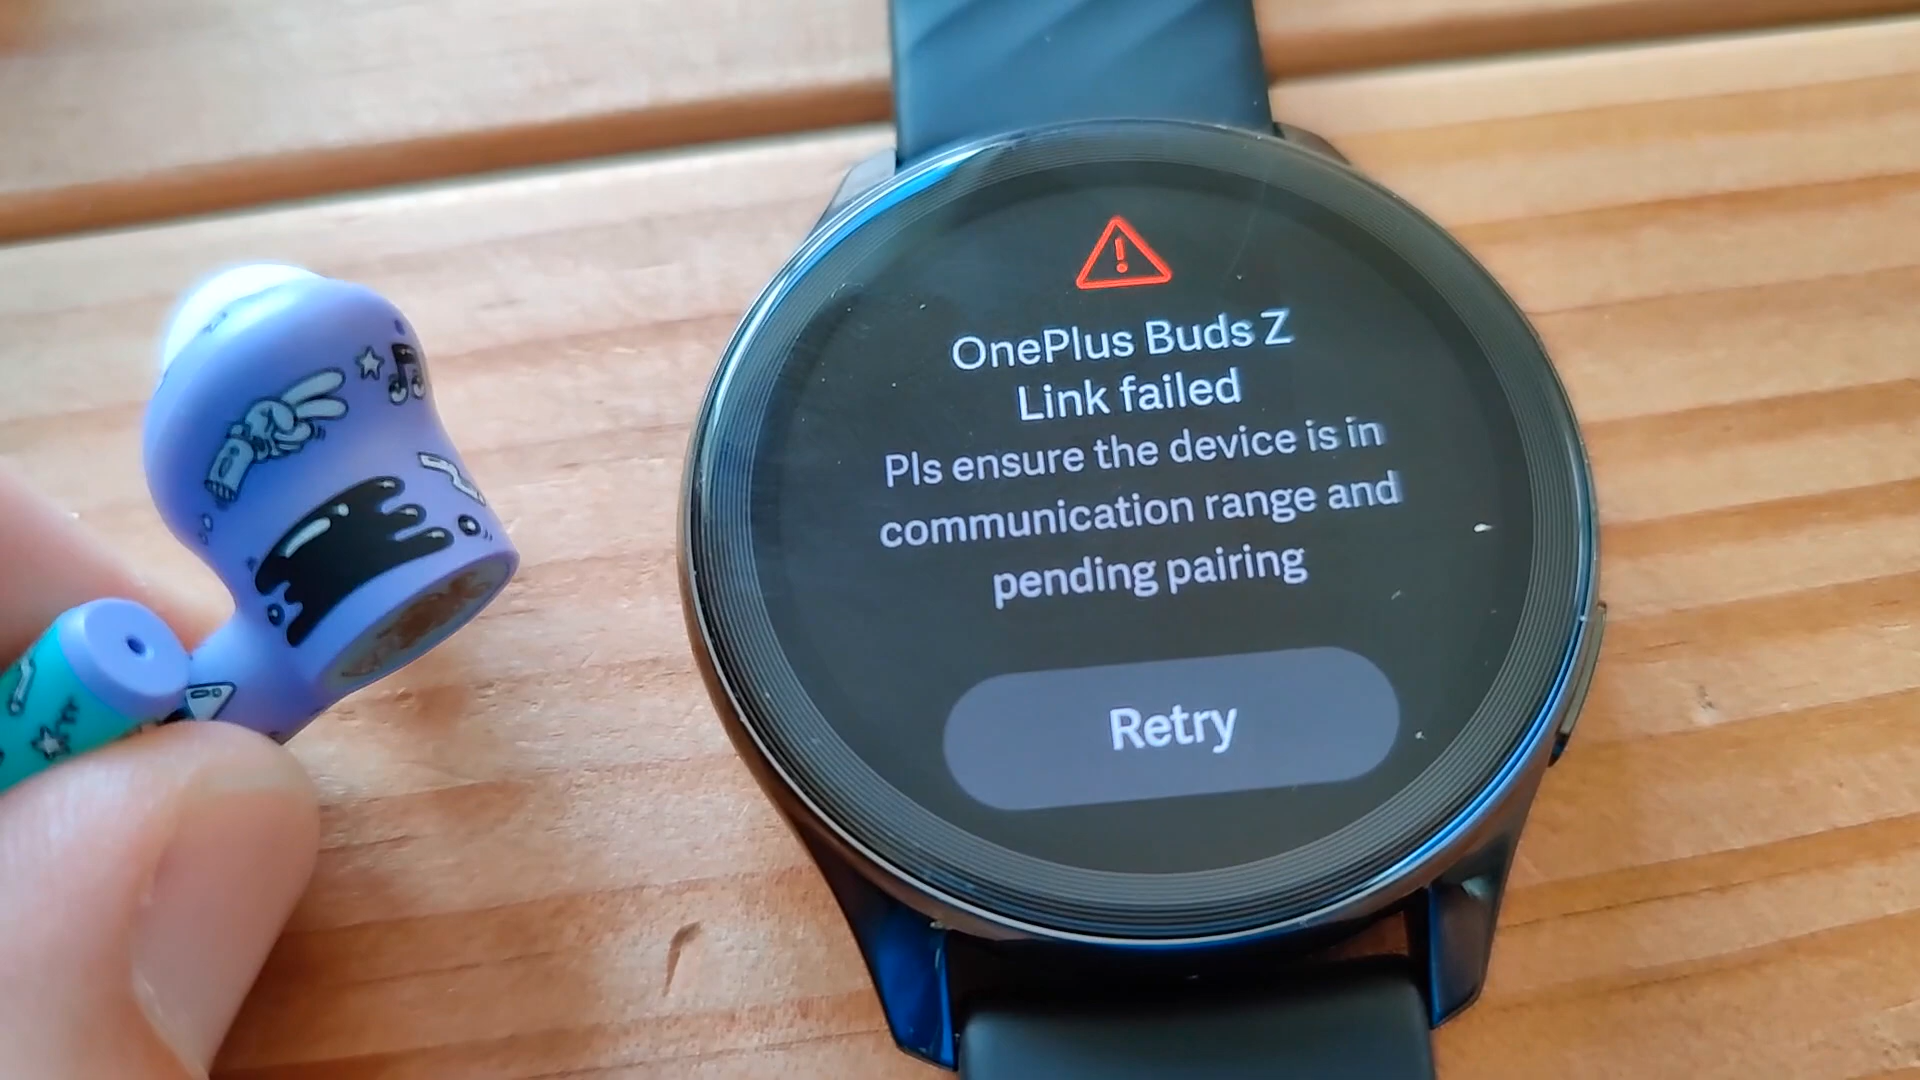 OnePlus Buds Z
Link failed
Pls ensure the device is in
communication range and
pending pairing
Retry